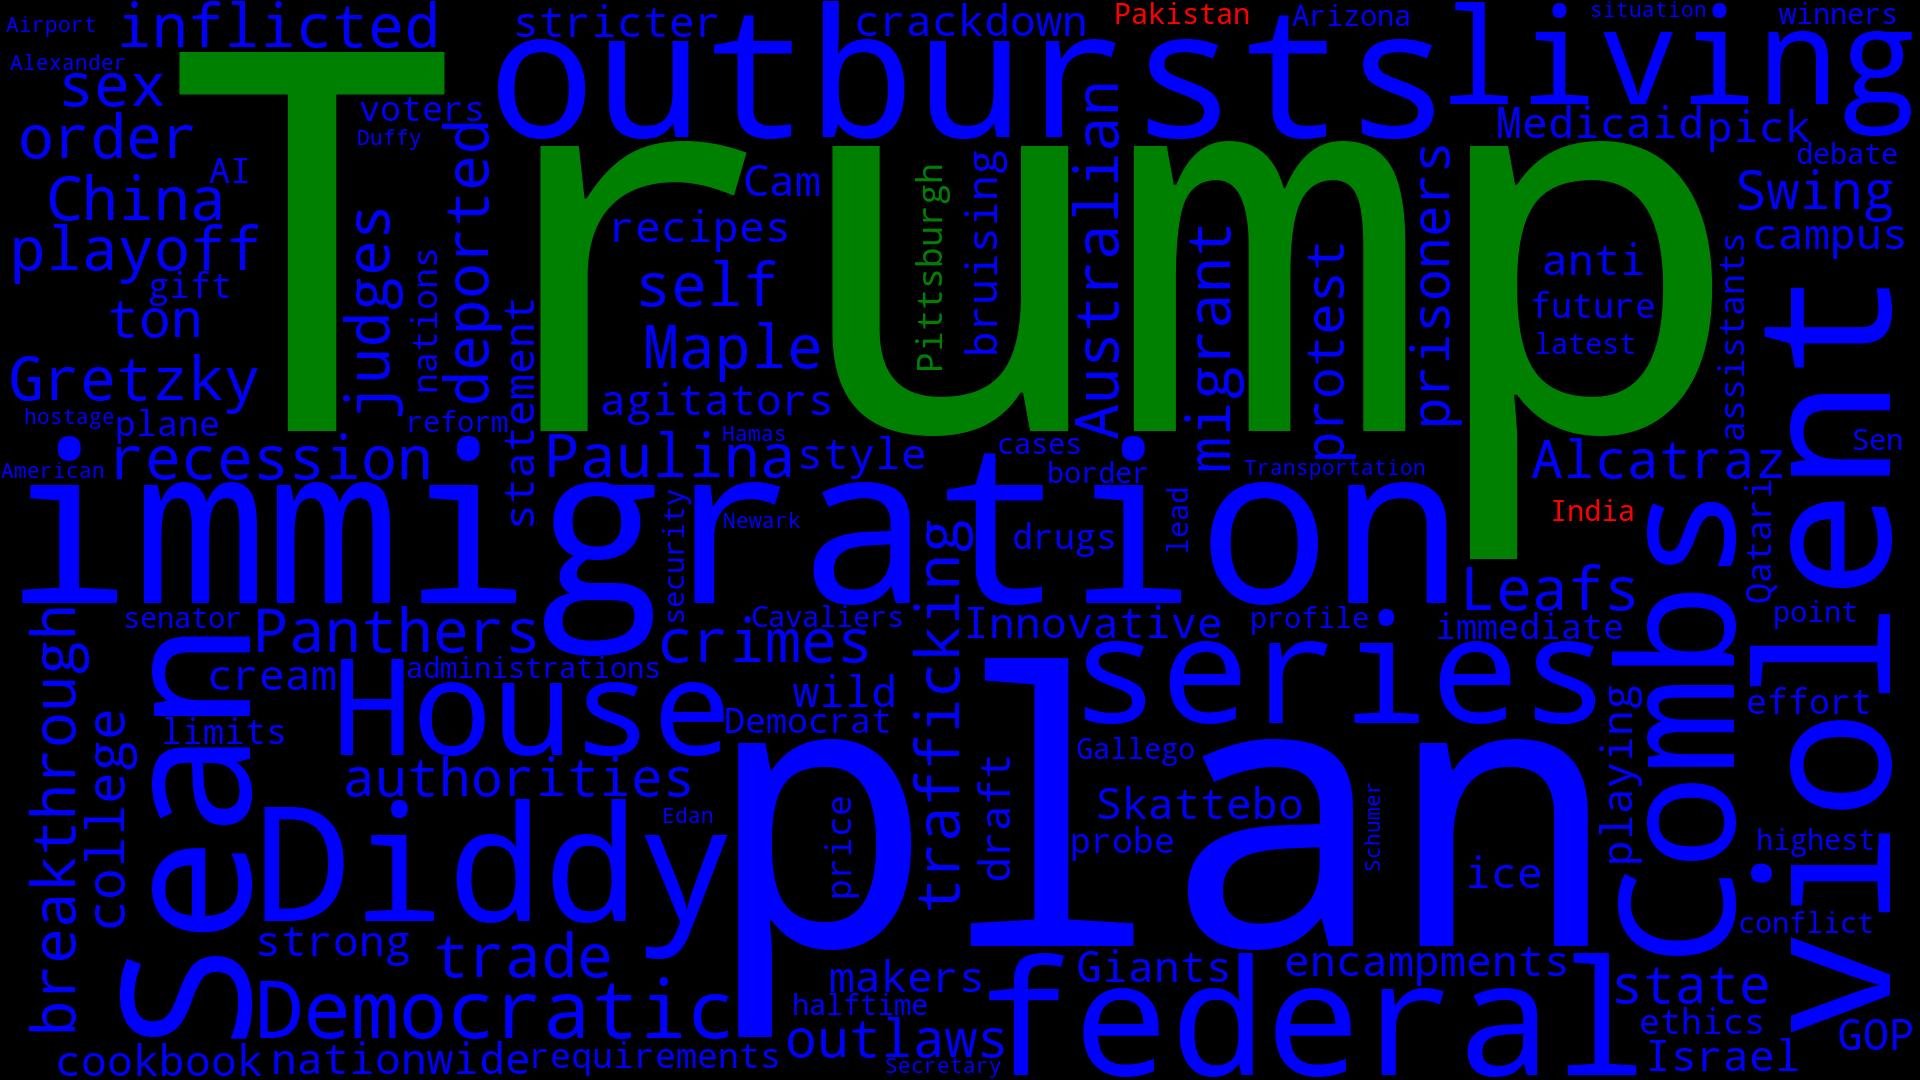 Airport
inflicted
stricter
crackdown
Pakistan
Arizona
situation
winners
outbursts
living
Alexander
sex
Trump
voters
Duffy
Medicaid
pick
order
debate
AI
China
Cam
Swing
campus
recipes
playoff
gift
ton
judges
nations
deported
statement
self
Maple
Pittsburgh
bruising
Australian
migrant
protest
prisoners
anti
future
latest
assistants
violent
Gretzky
hostage
plane
reform
agitators
American
recession
Paulina
Hamas
style
cases
border
Transportation
Alcatraz
Sen
immigration
security
Newark
drugs
lead
India
Qatari
Combs
Leafs
point
senator
Panthers
crimes
Cavaliers
trafficking
Innovative
profile
immediate
breakthrough
college
Sean
cream
administrations
House
wild
Democrat
series
effort
limits
authorities
plan
Gallego
playing
Diddy
Edan
price
draft
Skattebo
probe
Schumer
ice
highest
conflict
strong
trade
makers
Giants
encampments
state
Democratic
halftime
federal
ethics
GOP
outlaws
cookbook
nationwide
requirements
Secretary
Israel